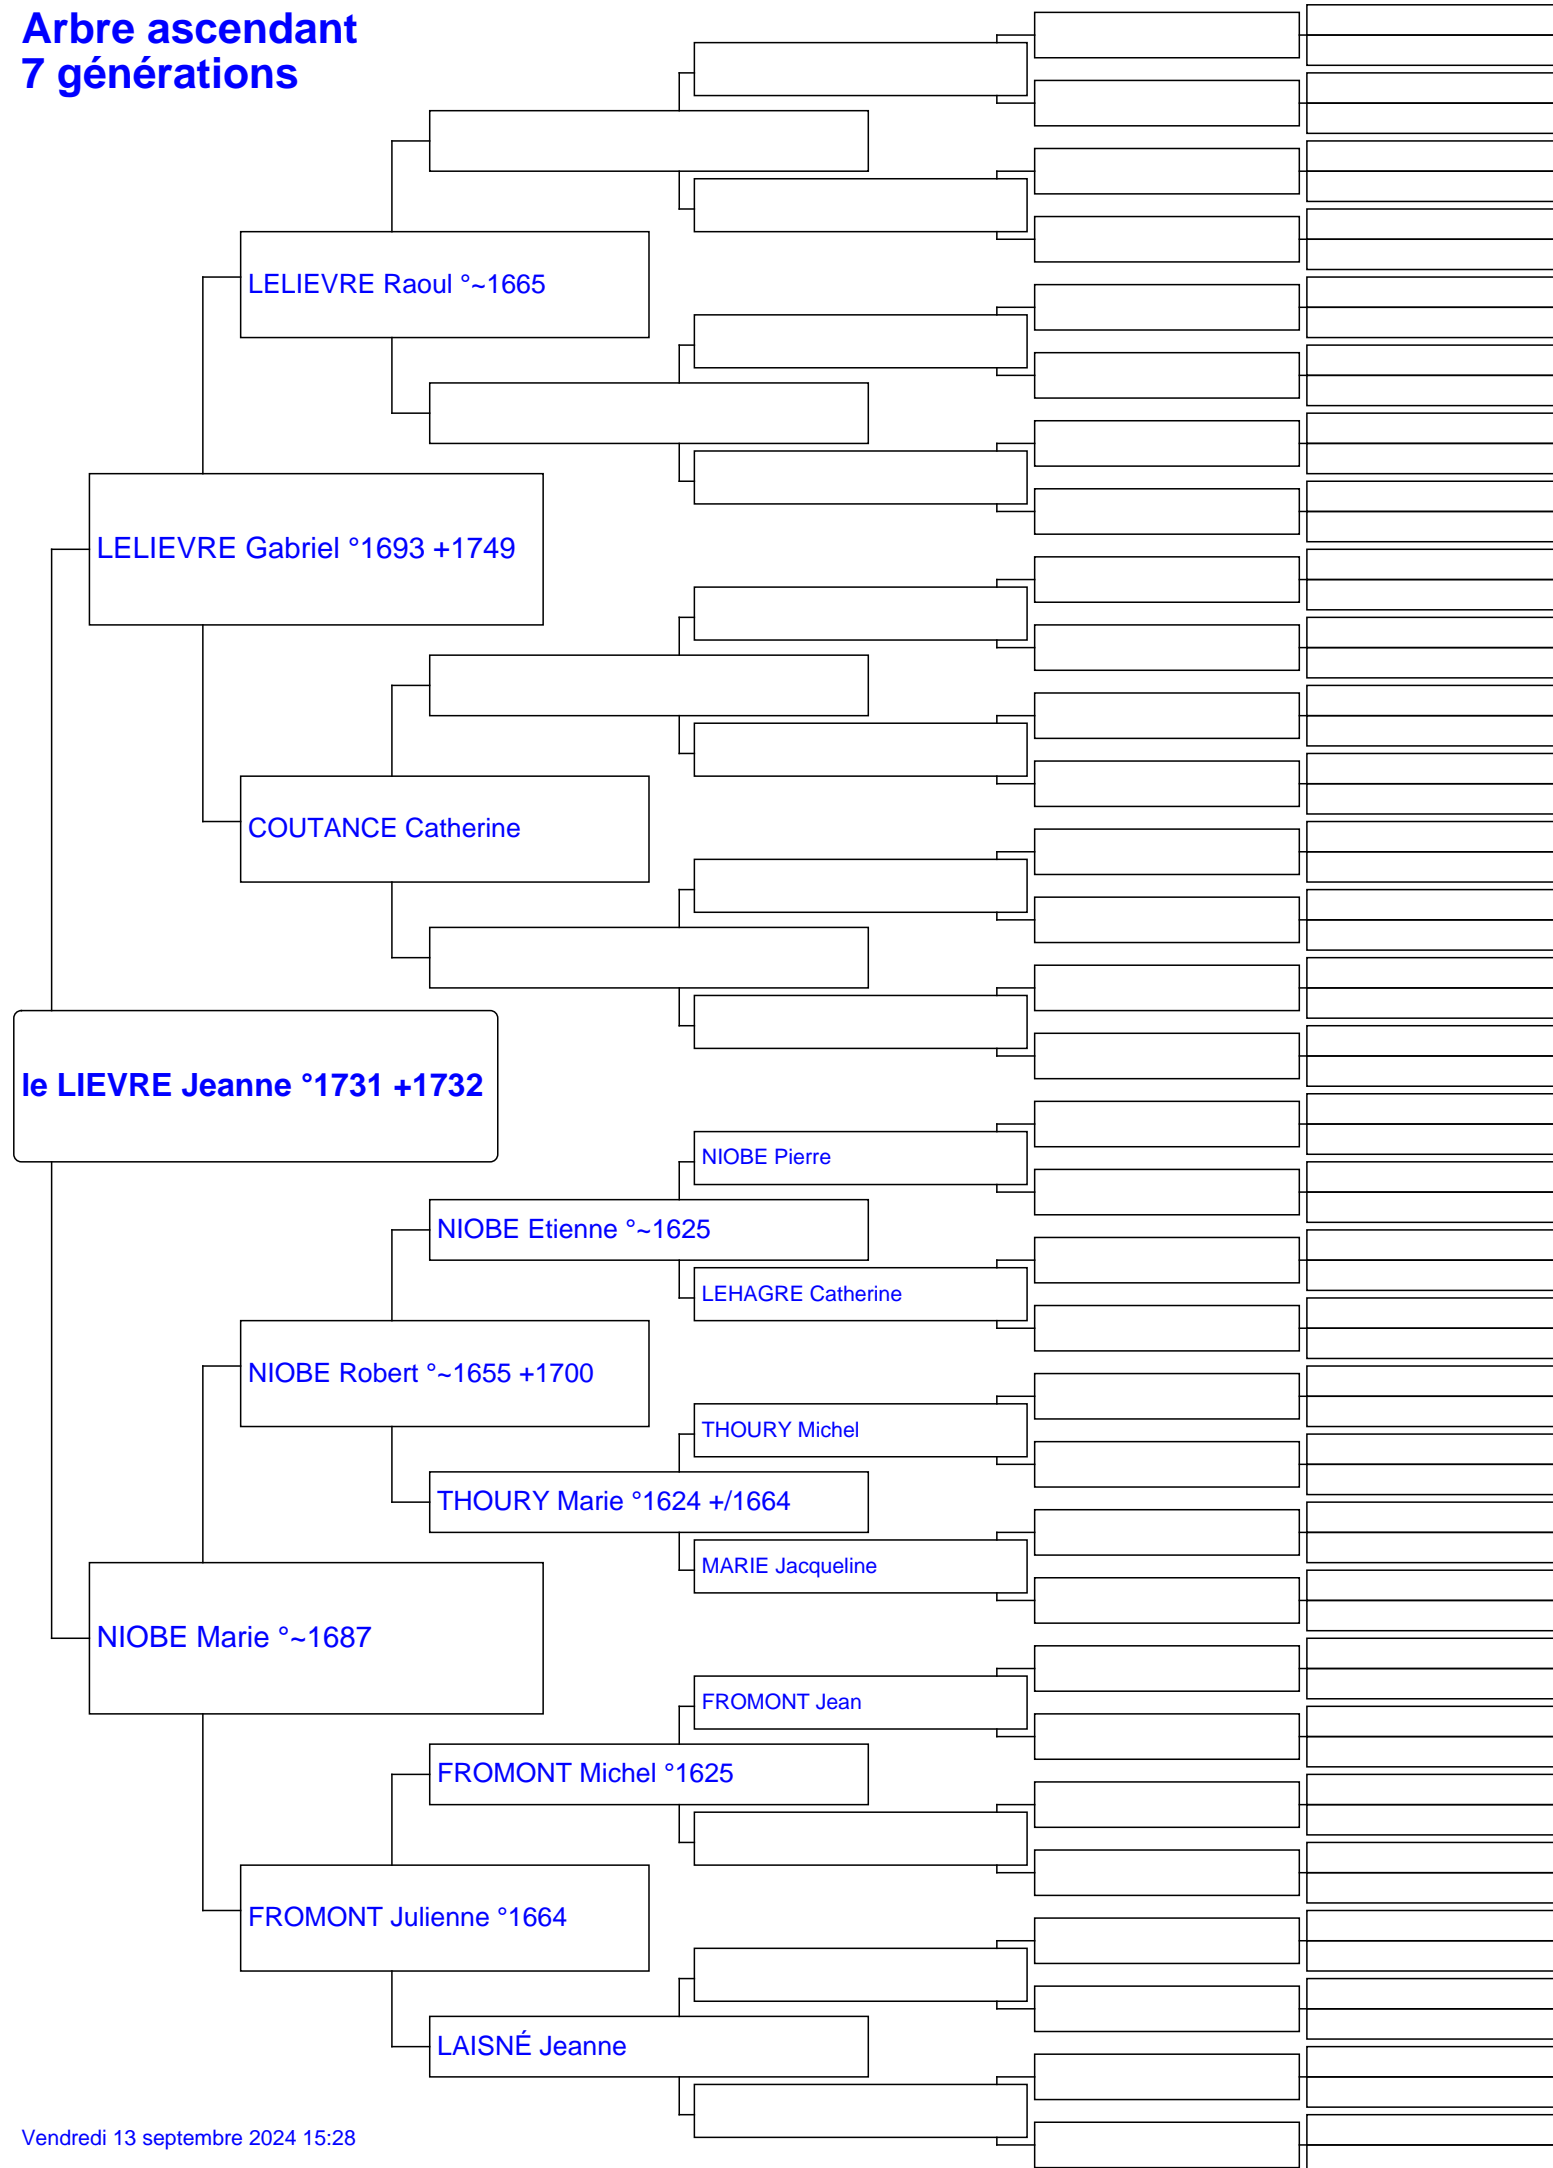 Arbre ascendant
7 générations
LELIEVRE Raoul °~1665
LELIEVRE Gabriel °1693 +1749
COUTANCE Catherine
le LIEVRE Jeanne °1731 +1732
NIOBE Pierre
NIOBE Etienne °~1625
LEHAGRE Catherine
NIOBE Robert °~1655 +1700
THOURY Michel
THOURY Marie °1624 +/1664
MARIE Jacqueline
NIOBE Marie °~1687
FROMONT Jean
FROMONT Michel °1625
FROMONT Julienne °1664
LAISNÉ Jeanne
Vendredi 13 septembre 2024 15:28